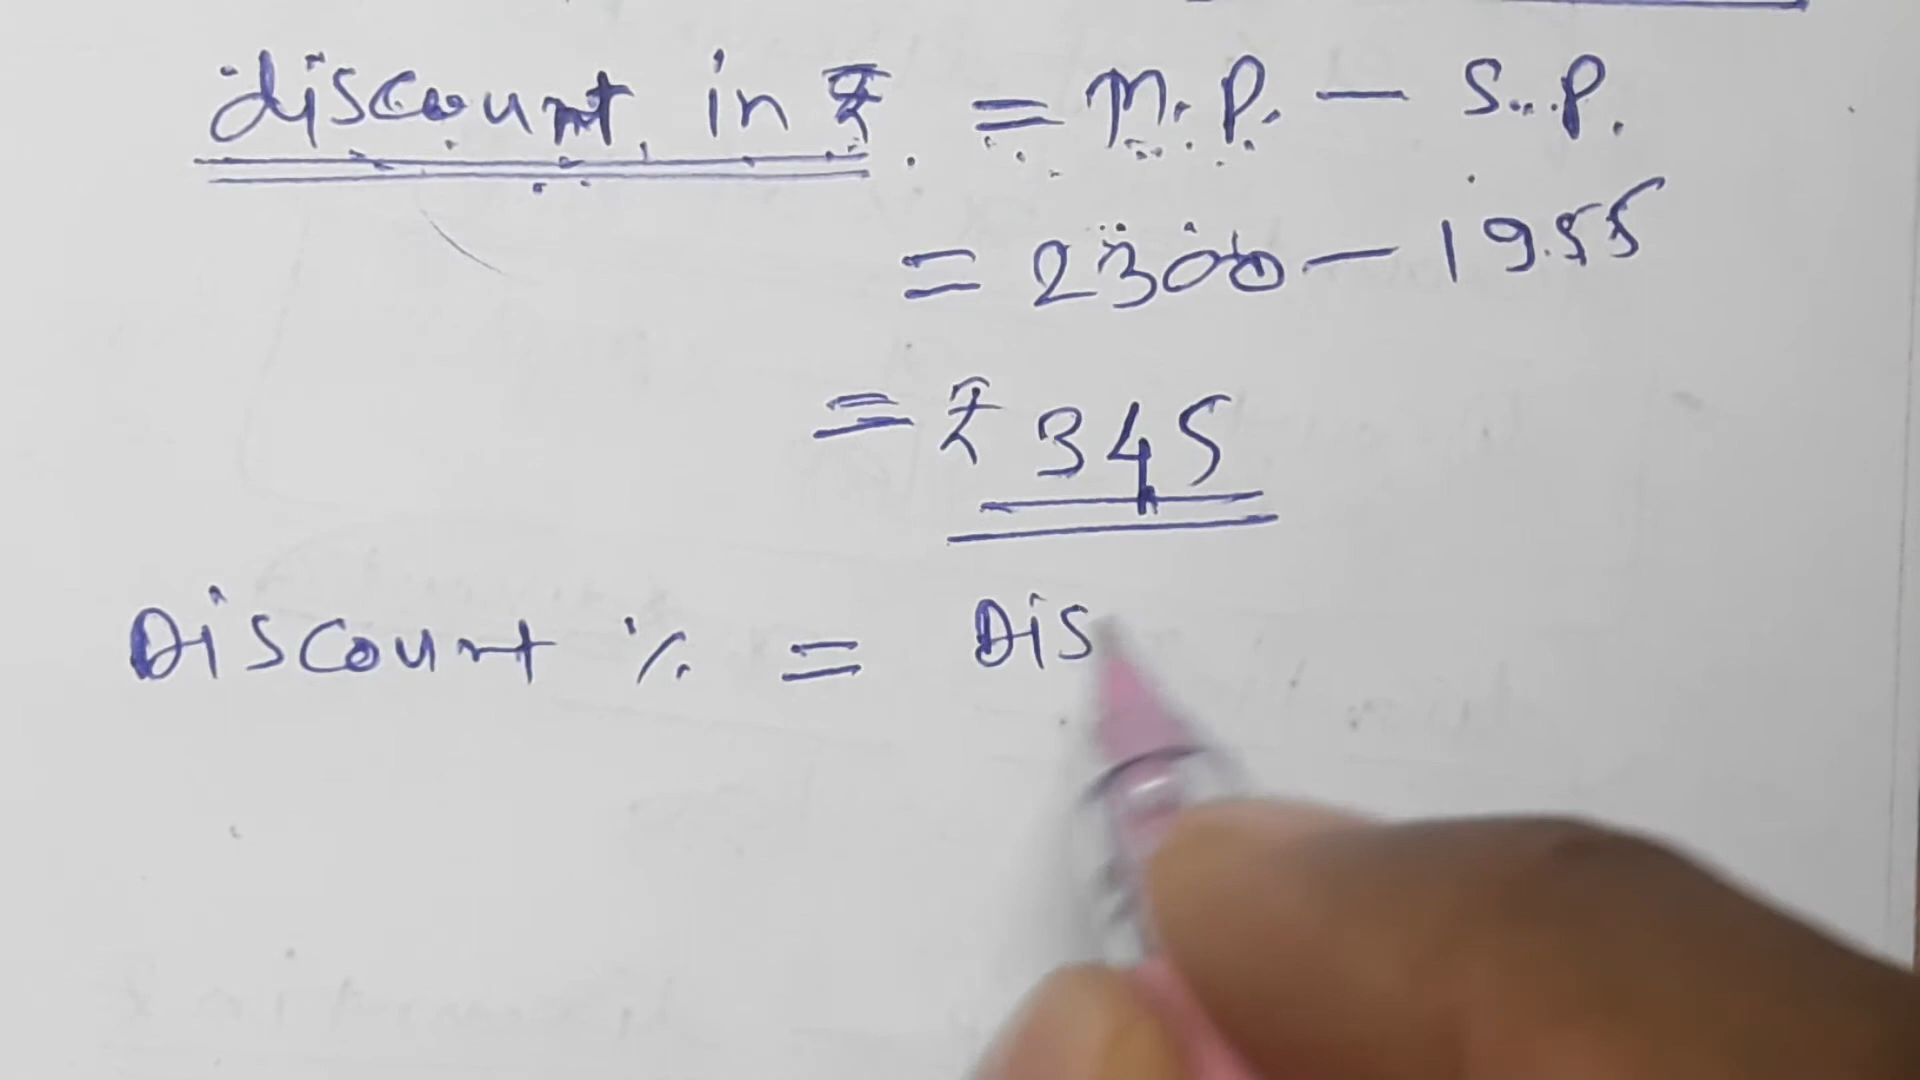 discount in ₹ = M.P. - S.P.
= 2300 - 1955
= ₹ 345
Discount % = Dis